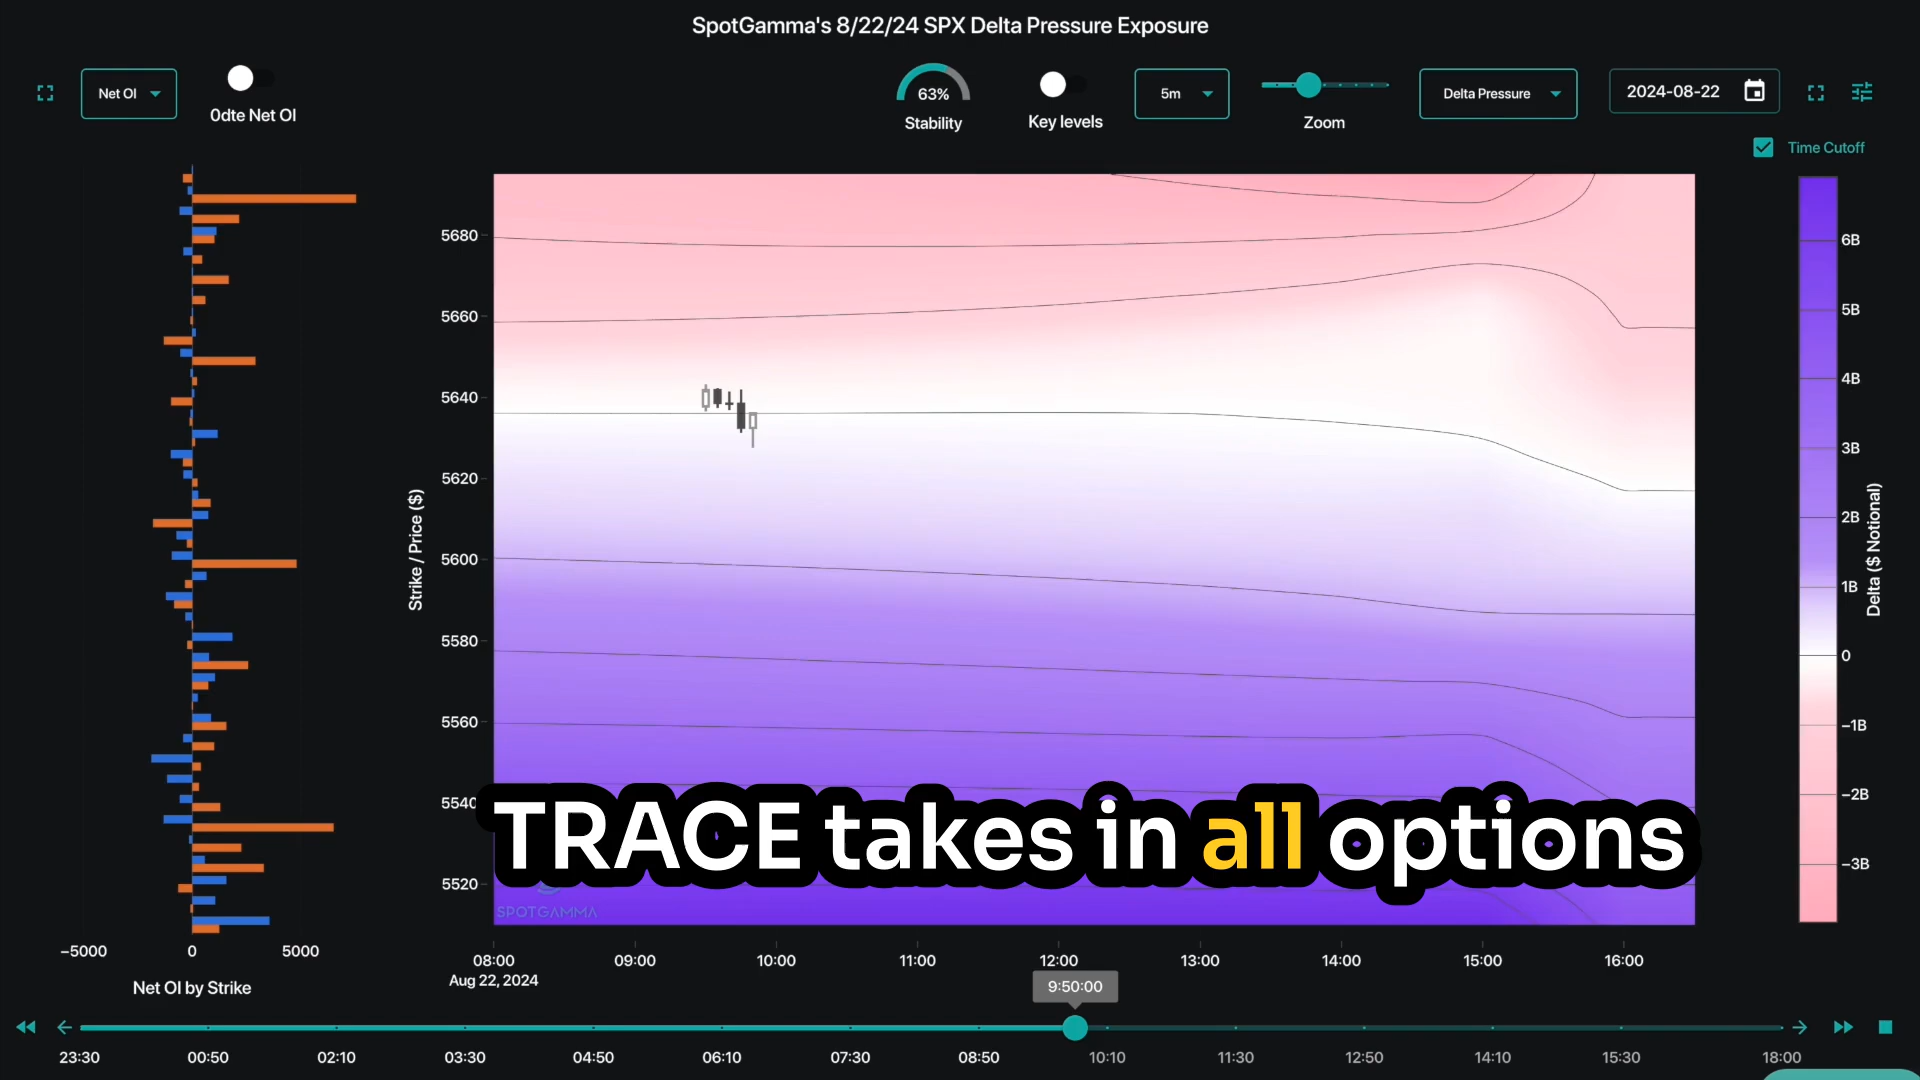 SpotGamma's 8/22/24 SPX Delta Pressure Exposure
Net OI
0dte Net OI
63%
Stability
Key levels
5m
Zoom
Delta Pressure
2024-08-22
Time Cutoff
5680
5660
5640
5620
5600
5580
5560
5540
5520
Strike / Price ($)
6B
5B
4B
3B
2B
1B
0
−1B
−2B
−3B
Delta ($ Notional)
TRACE takes in all options
SPOTGAMMA
−5000 0 5000
Net OI by Strike
08:00 09:00 10:00 11:00 12:00 13:00 14:00 15:00 16:00
Aug 22, 2024
9:50:00
23:30 00:50 02:10 03:30 04:50 06:10 07:30 08:50 10:10 11:30 12:50 14:10 15:30 18:00